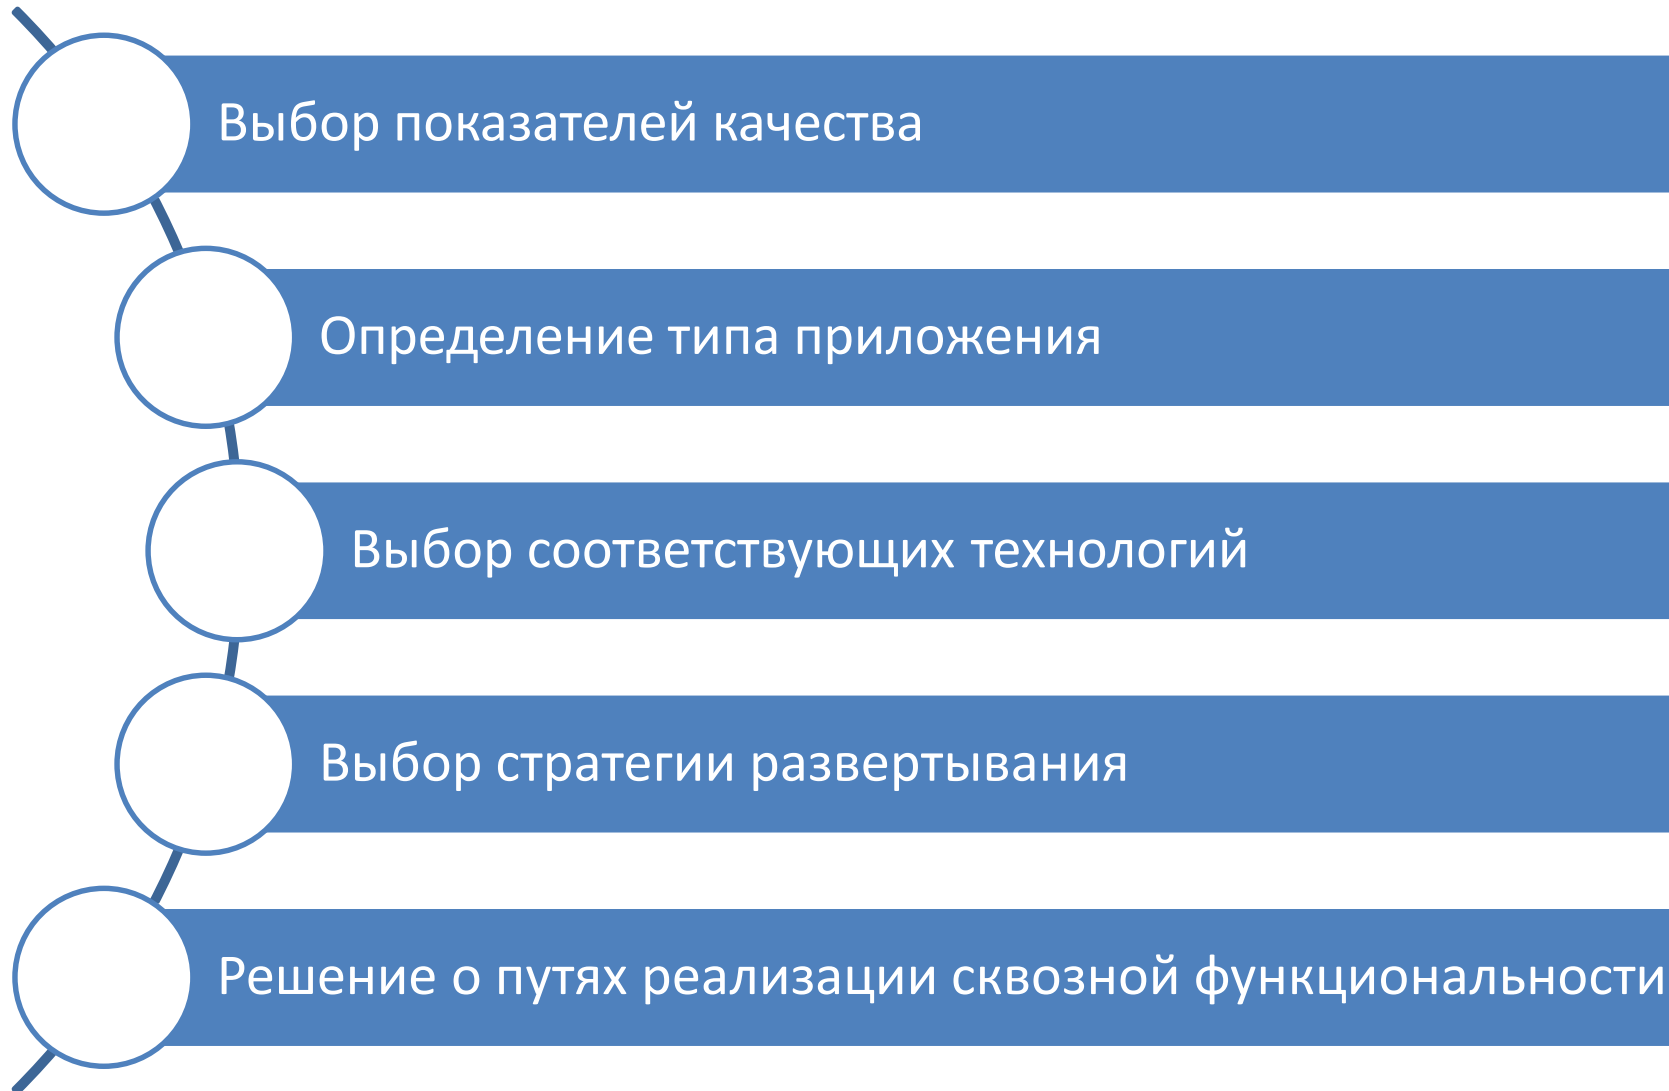 Выбор показателей качества
Определение типа приложения
Выбор соответствующих технологий
Выбор стратегии развертывания
Решение о путях реализации сквозной функциональности